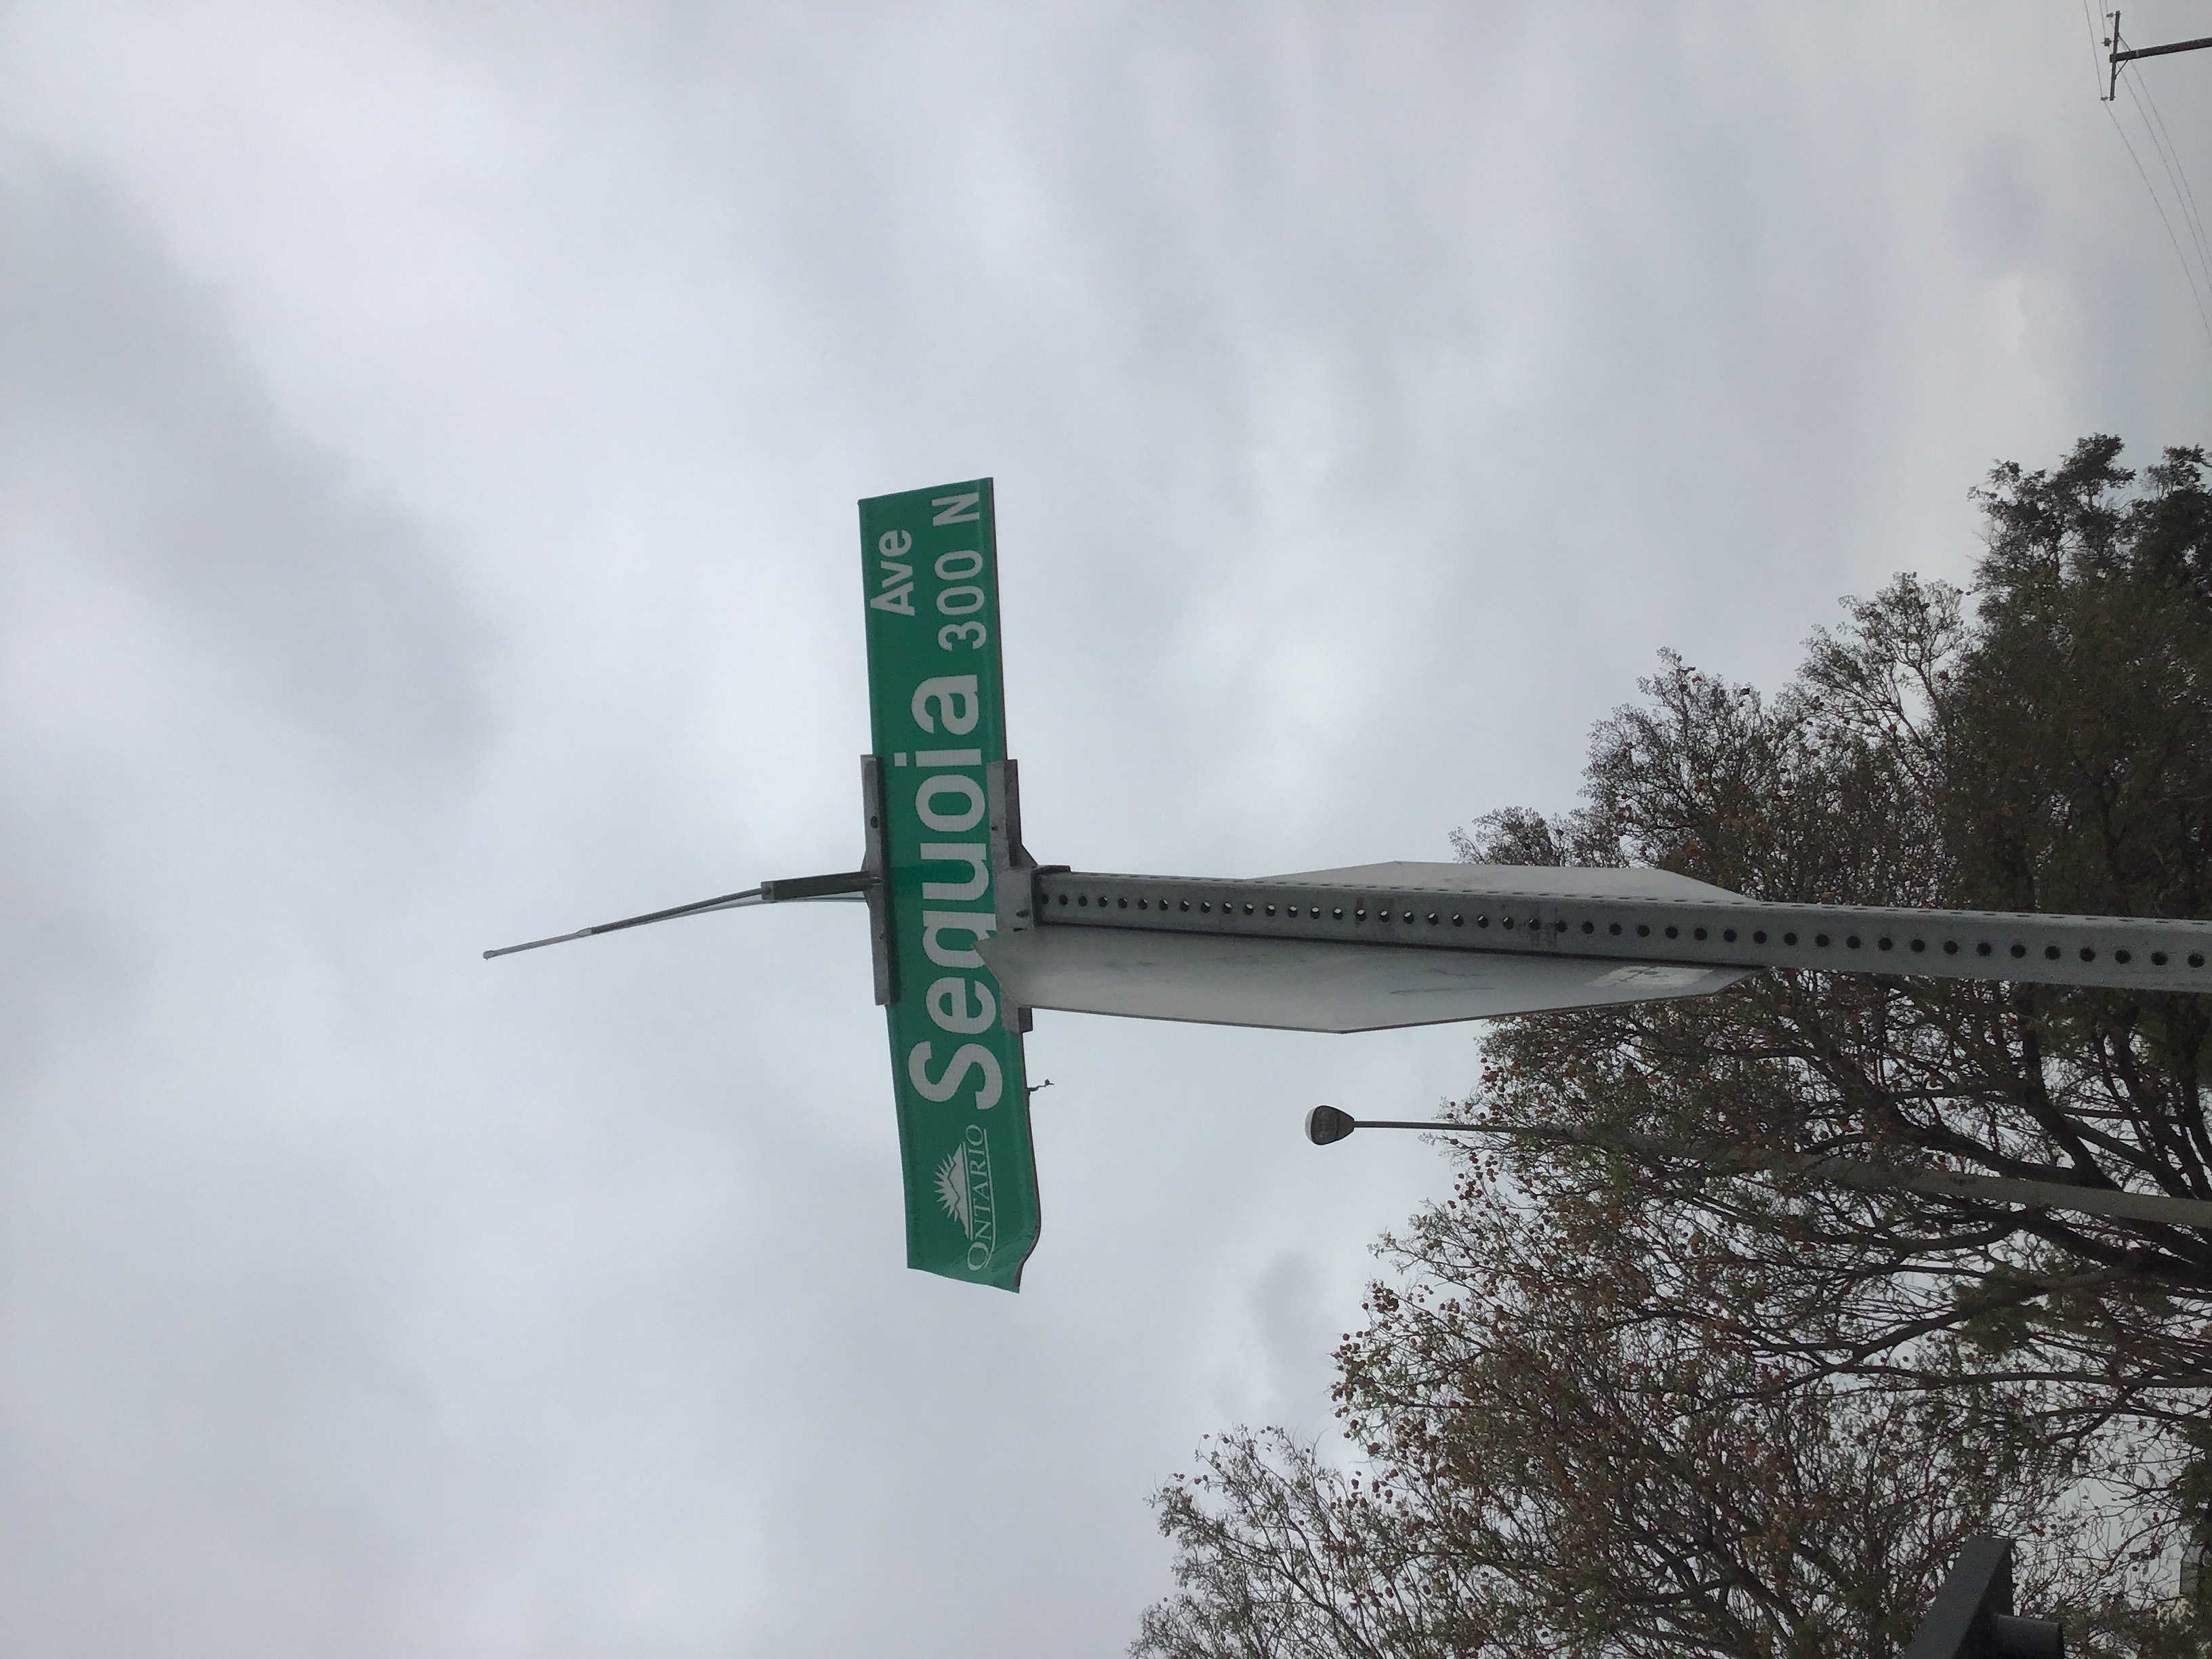 ONTARIO
Sequoia
Ave
300 N